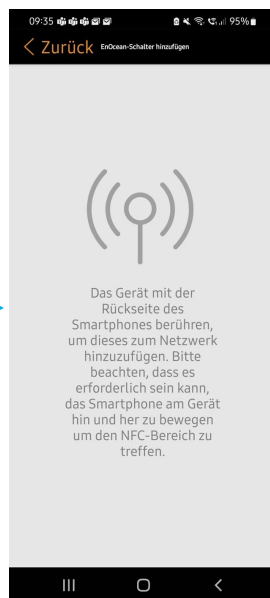 09:35
95%
Zurück EnOcean-Schalter hinzufügen
Das Gerät mit der
Rückseite des
Smartphones berühren,
um dieses zum Netzwerk
hinzuzufügen. Bitte
beachten, dass es
erforderlich sein kann,
das Smartphone am Gerät
hin und her zu bewegen
um den NFC-Bereich zu
treffen.